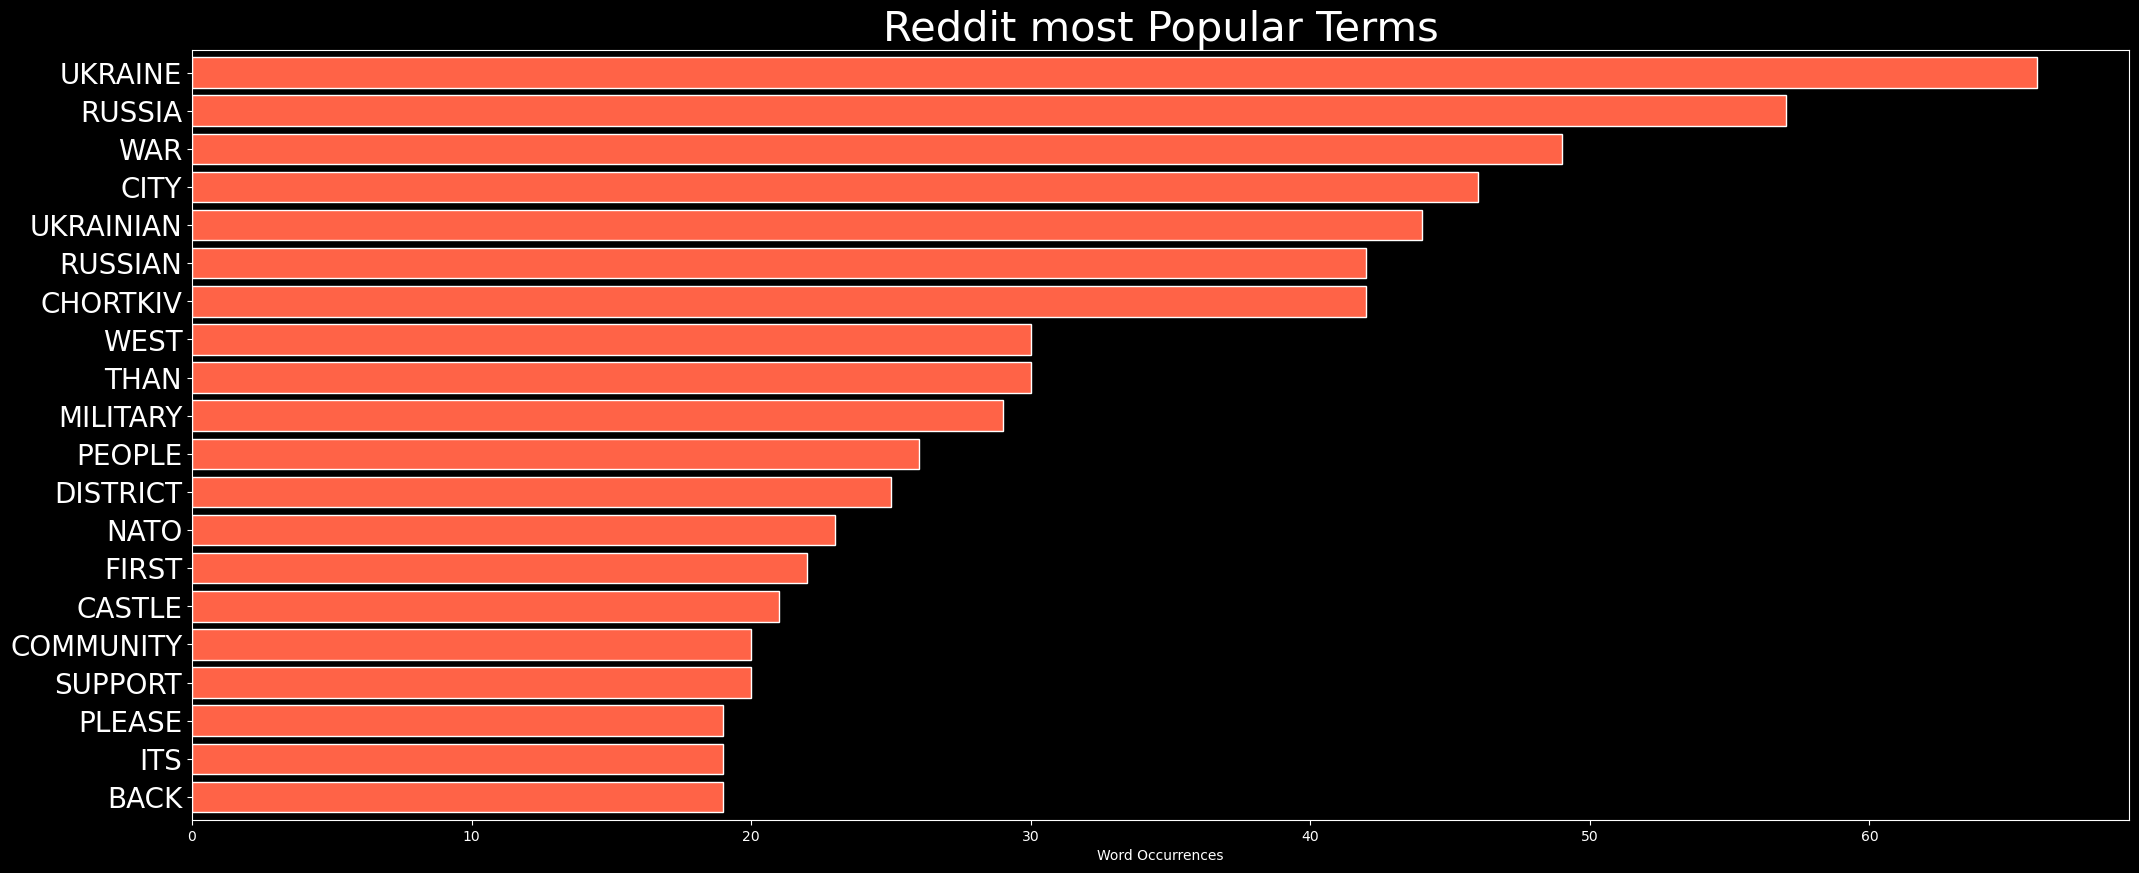 Reddit most Popular Terms
UKRAINE
RUSSIA
WAR
CITY
UKRAINIAN
RUSSIAN
CHORTKIV
WEST
THAN
MILITARY
PEOPLE
DISTRICT
NATO
FIRST
CASTLE
COMMUNITY
SUPPORT
PLEASE
ITS
BACK
0 10 20 30 40 50 60
Word Occurrences